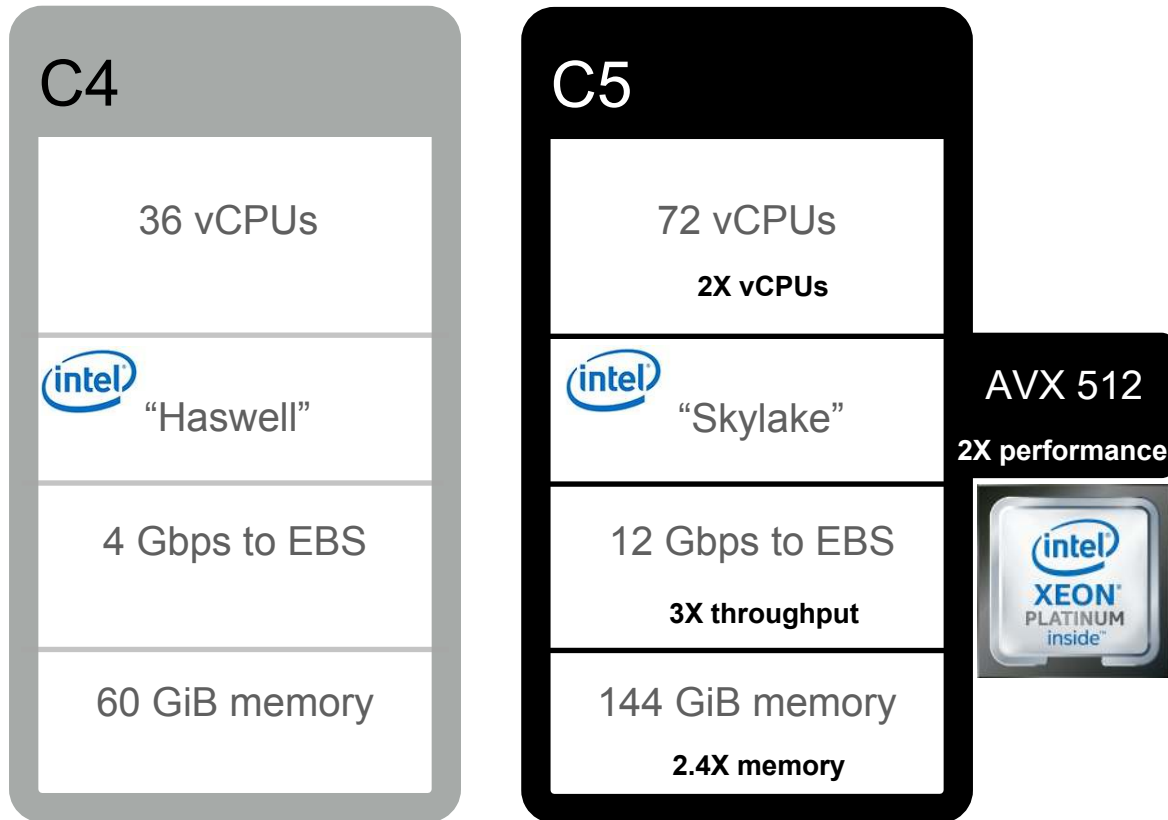 C4
36 vCPUs
intel
“Haswell”
4 Gbps to EBS
60 GiB memory
C5
72 vCPUs
2X vCPUs
intel
“Skylake”
12 Gbps to EBS
3X throughput
144 GiB memory
2.4X memory
AVX 512
2X performance
intel
XEON®
PLATINUM
inside™